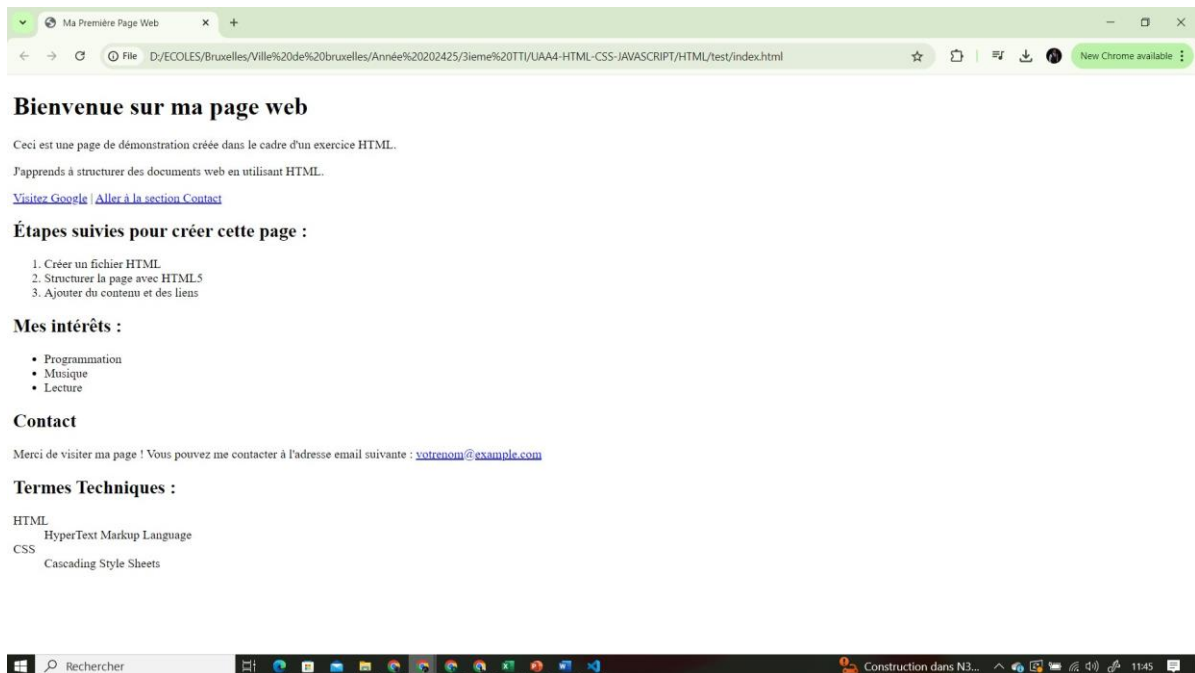 Ma Première Page Web
File D:/ECOLES/Bruxelles/Ville%20de%20bruxelles/Année%20202425/3ieme%20TTI/UAA4-HTML-CSS-JAVASCRIPT/HTML/test/index.html New Chrome available
Bienvenue sur ma page web
Ceci est une page de démonstration créée dans le cadre d'un exercice HTML.
J'apprends à structurer des documents web en utilisant HTML.
Visitez Google | Aller à la section Contact
Étapes suivies pour créer cette page :
1. Créer un fichier HTML
2. Structurer la page avec HTML5
3. Ajouter du contenu et des liens
Mes intérêts :
• Programmation
• Musique
• Lecture
Contact
Merci de visiter ma page ! Vous pouvez me contacter à l'adresse email suivante : votrenom@example.com
Termes Techniques :
HTML
HyperText Markup Language
CSS
Cascading Style Sheets
Rechercher Construction dans N3... 11:45